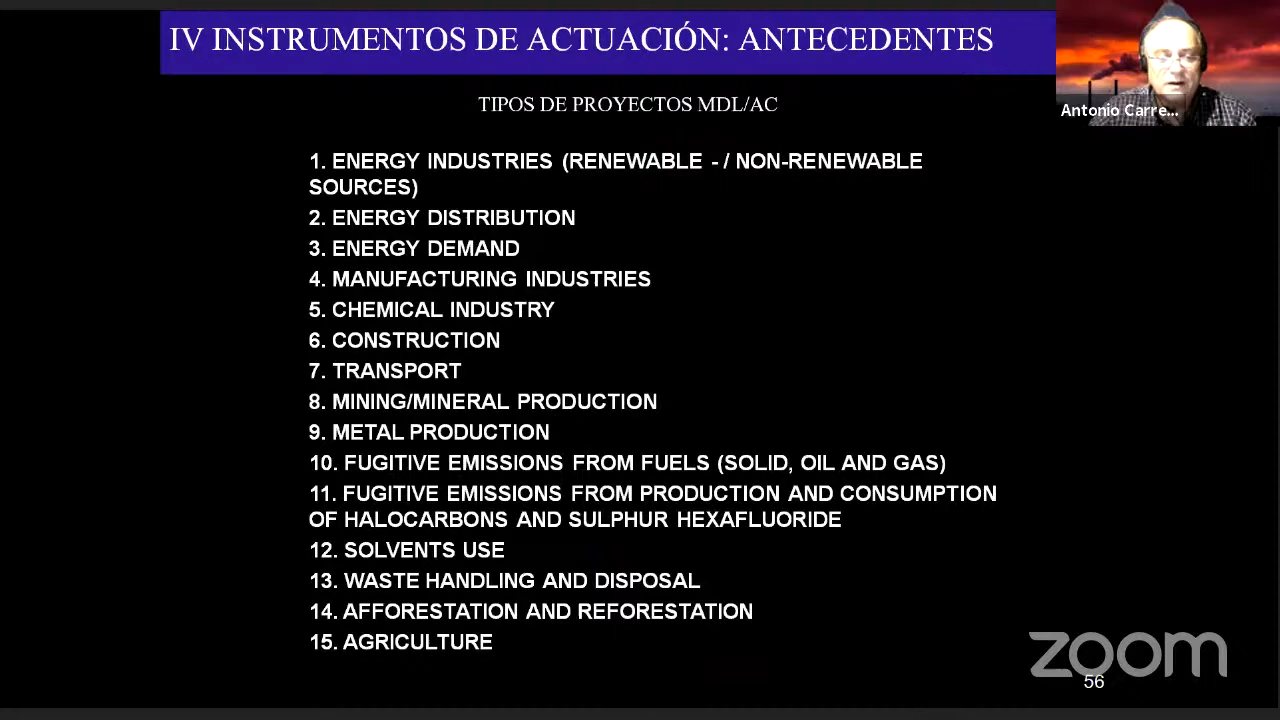 IV INSTRUMENTOS DE ACTUACIÓN: ANTECEDENTES
Antonio Carre...
TIPOS DE PROYECTOS MDL/AC
1. ENERGY INDUSTRIES (RENEWABLE - / NON-RENEWABLE
SOURCES)
2. ENERGY DISTRIBUTION
3. ENERGY DEMAND
4. MANUFACTURING INDUSTRIES
5. CHEMICAL INDUSTRY
6. CONSTRUCTION
7. TRANSPORT
8. MINING/MINERAL PRODUCTION
9. METAL PRODUCTION
10. FUGITIVE EMISSIONS FROM FUELS (SOLID, OIL AND GAS)
11. FUGITIVE EMISSIONS FROM PRODUCTION AND CONSUMPTION
OF HALOCARBONS AND SULPHUR HEXAFLUORIDE
12. SOLVENTS USE
13. WASTE HANDLING AND DISPOSAL
14. AFFORESTATION AND REFORESTATION
15. AGRICULTURE
zoom
56